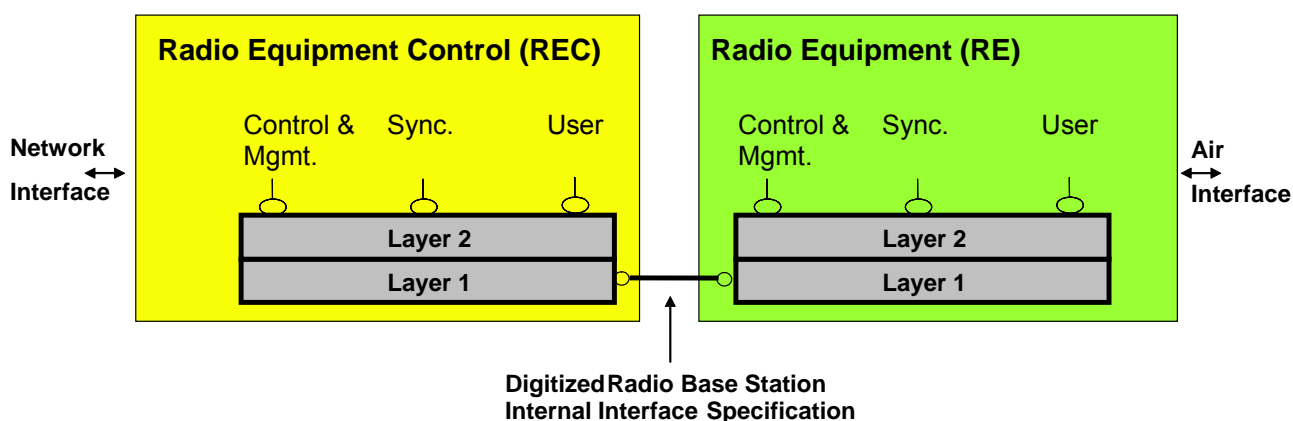 Radio Equipment Control (REC)
Radio Equipment (RE)
Control & Sync. User
Mgmt.
Control & Sync. User
Mgmt.
Network
Interface
Air
Interface
Layer 2
Layer 1
Layer 2
Layer 1
Digitized Radio Base Station
Internal Interface Specification